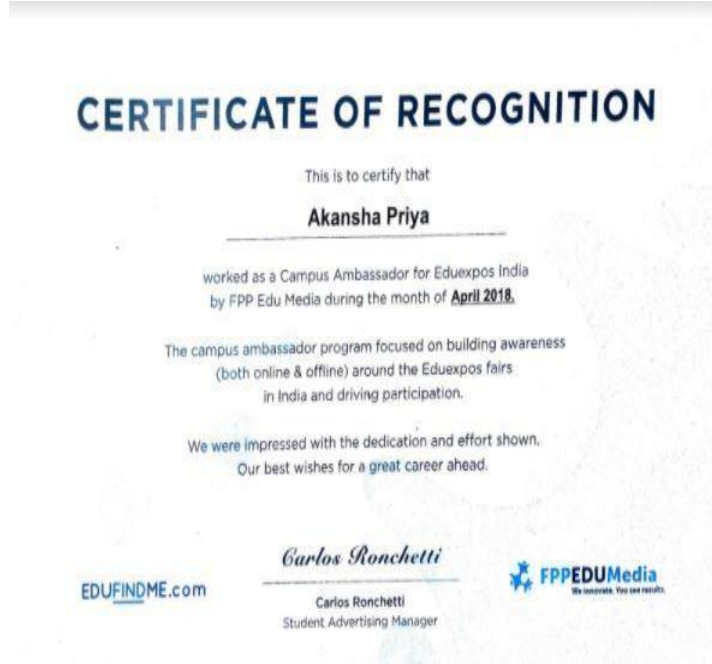 CERTIFICATE OF RECOGNITION
This is to certify that
Akansha Priya
worked as a Campus Ambassador for Eduexpos India
by FPP Edu Media during the month of April 2018.
The campus ambassador program focused on building awareness
(both online & offline) around the Eduexpos fairs
in India and driving participation.
We were impressed with the dedication and effort shown.
Our best wishes for a great career ahead.
Carlos Ronchetti
EDUFINDME.com
Carlos Ronchetti
Student Advertising Manager
FPPEDUMedia
We innovate. You see results.